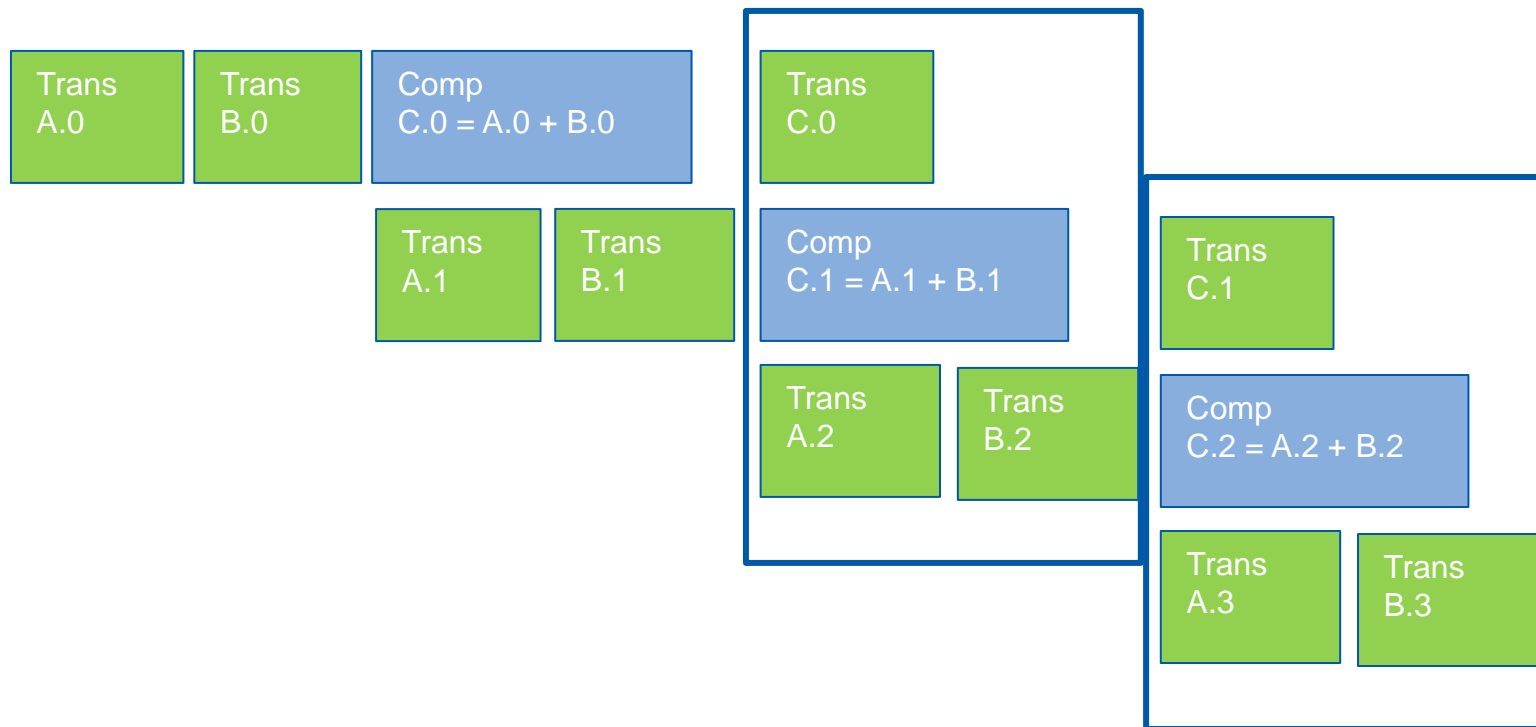 Trans
A.0
Trans
B.0
Comp
C.0 = A.0 + B.0
Trans
C.0
Trans
A.1
Trans
B.1
Comp
C.1 = A.1 + B.1
Trans
C.1
Trans
A.2
Trans
B.2
Comp
C.2 = A.2 + B.2
Trans
A.3
Trans
B.3